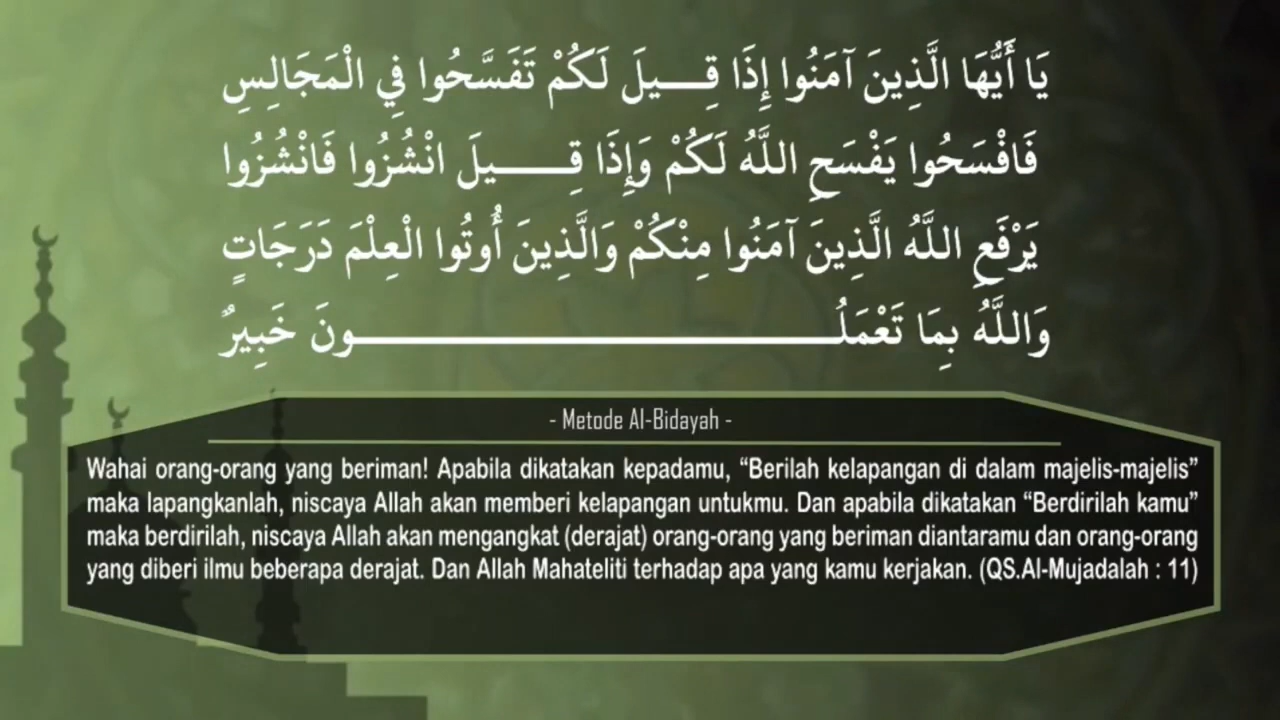 يَا أَيُّهَا الَّذِينَ آمَنُوا إِذَا قِـــيلَ لَكُمْ تَفَسَّحُوا فِي الْمَجَالِسِ
فَافْسَحُوا يَفْسَحِ اللَّهُ لَكُمْ وَإِذَا قِـــــيلَ انْشُزُوا فَانْشُزُوا
يَرْفَعِ اللَّهُ الَّذِينَ آمَنُوا مِنْكُمْ وَالَّذِينَ أُوتُوا الْعِلْمَ دَرَجَاتٍ
وَاللَّهُ بِمَا تَعْمَلُـــــــــــــــــــــونَ خَبِيرٌ
- Metode Al-Bidayah -
Wahai orang-orang yang beriman! Apabila dikatakan kepadamu, “Berilah kelapangan di dalam majelis-majelis”
maka lapangkanlah, niscaya Allah akan memberi kelapangan untukmu. Dan apabila dikatakan “Berdirilah kamu”
maka berdirilah, niscaya Allah akan mengangkat (derajat) orang-orang yang beriman diantaramu dan orang-orang
yang diberi ilmu beberapa derajat. Dan Allah Mahateliti terhadap apa yang kamu kerjakan. (QS.Al-Mujadalah : 11)